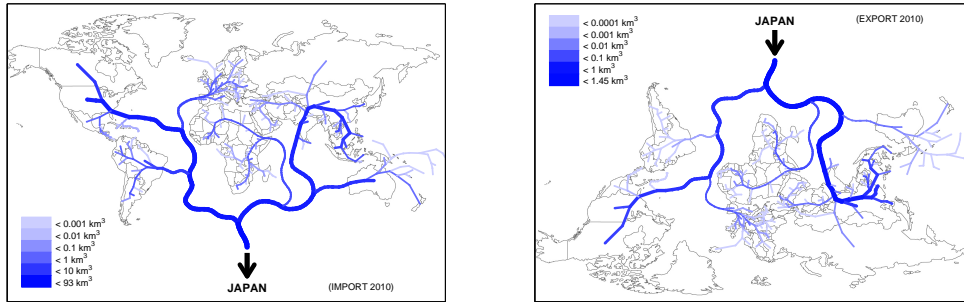 < 0.001 km³
< 0.01 km³
< 0.1 km³
< 1 km³
< 10 km³
< 93 km³
JAPAN
(IMPORT 2010)
JAPAN
(EXPORT 2010)
< 0.0001 km³
< 0.001 km³
< 0.01 km³
< 0.1 km³
< 1 km³
< 1.45 km³